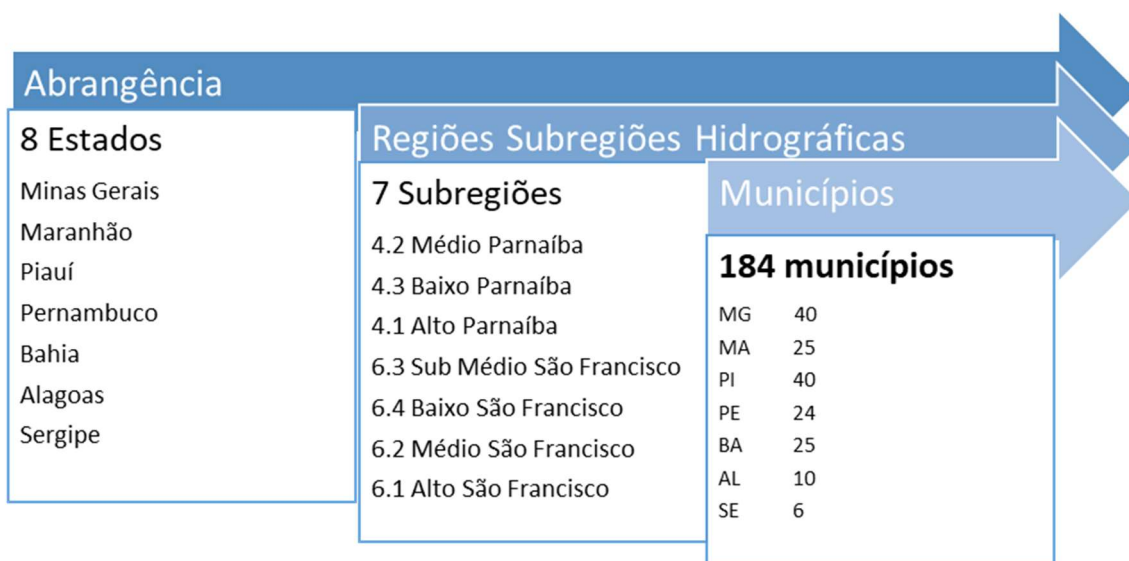 Abrangência
8 Estados
Minas Gerais
Maranhão
Piauí
Pernambuco
Bahia
Alagoas
Sergipe
Regiões Subregiões Hidrográficas
7 Subregiões
4.2 Médio Parnaíba
4.3 Baixo Parnaíba
4.1 Alto Parnaíba
6.3 Sub Médio São Francisco
6.4 Baixo São Francisco
6.2 Médio São Francisco
6.1 Alto São Francisco
Municípios
184 municípios
MG 40
MA 25
PI 40
PE 24
BA 25
AL 10
SE 6